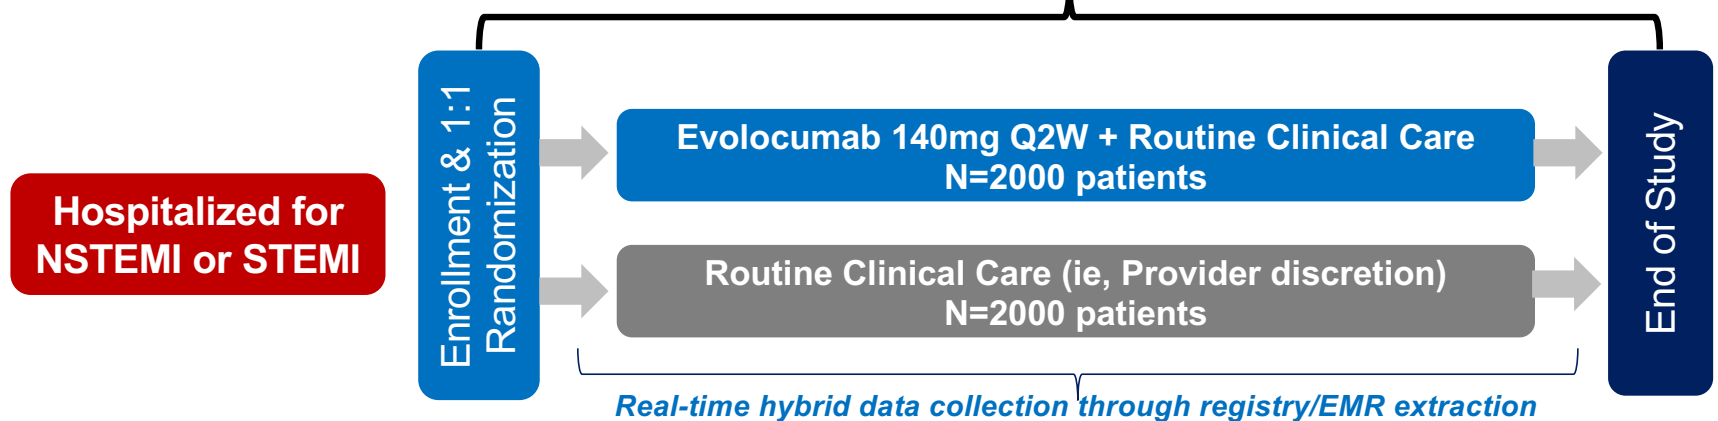 Hospitalized for
NSTEMI or STEMI
Enrollment & 1:1
Randomization
Evolocumab 140mg Q2W + Routine Clinical Care
N=2000 patients
Routine Clinical Care (ie, Provider discretion)
N=2000 patients
End of Study
Real-time hybrid data collection through registry/EMR extraction